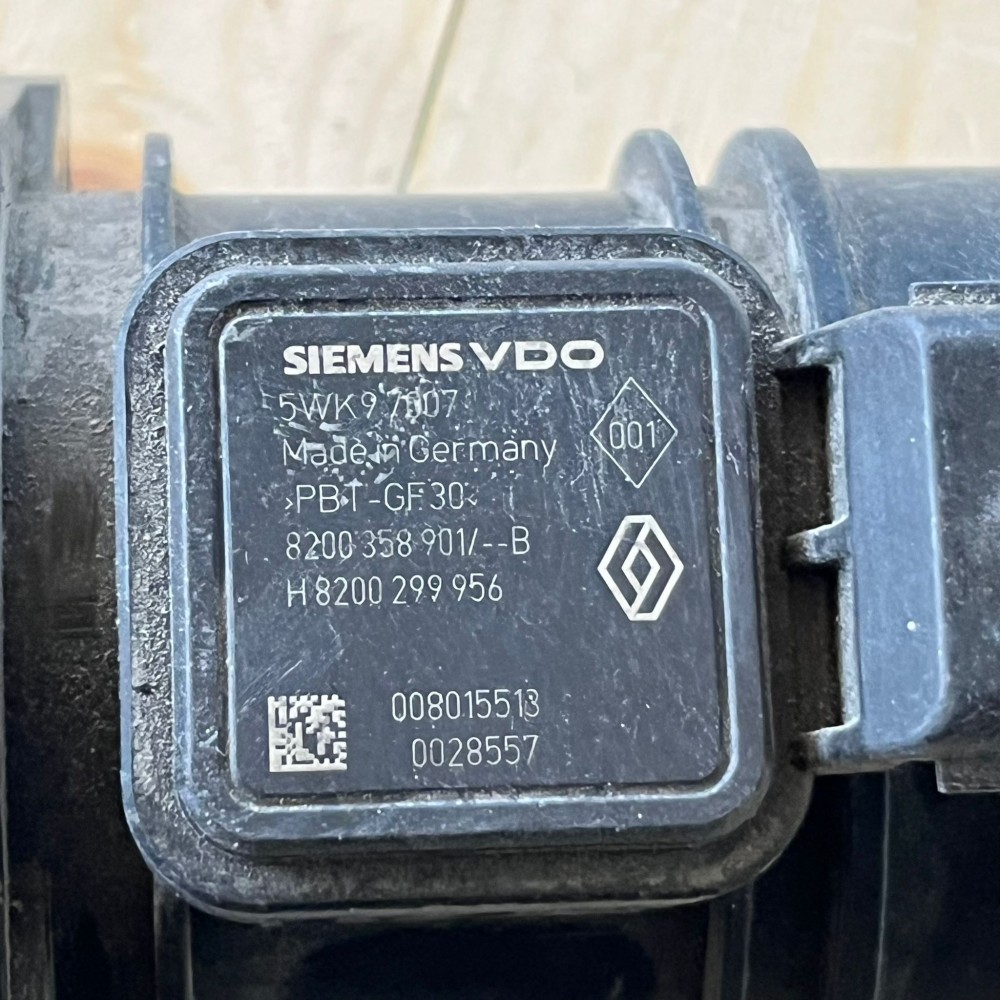 SIEMENS VDO
5WK9 7007
001
Made in Germany
>PBT-GF30<
8200 358 901/--B
H 8200 299 956
008015513
0028557